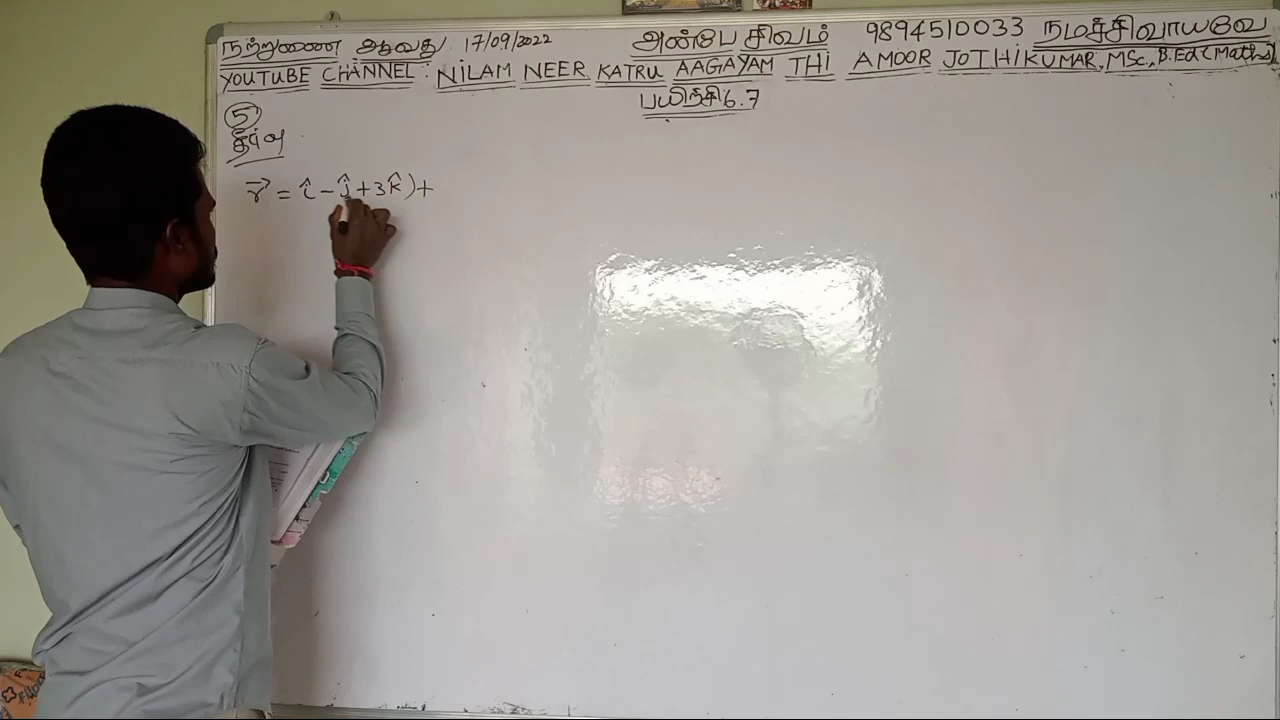 நற்றுணை ஆவது 17/09/2022 அன்பே சிவம் 9894510033 நமச்சிவாயவே
YOUTUBE CHANNEL : NILAM NEER KATRU AAGAYAM THI AMOOR JOTHIKUMAR, MSc., B.Ed (Maths)
பயிற்சி 6.7
5
தீர்வு
r⃗ = î - ĵ + 3k̂) +